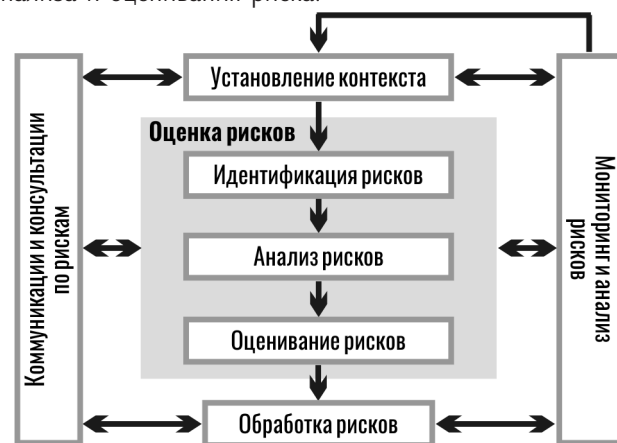 анализа и оценивания риска.
Установление контекста
Оценка рисков
Идентификация рисков
Анализ рисков
Оценивание рисков
Обработка рисков
Коммуникации и консультации
по рискам
Мониторинг и анализ
рисков